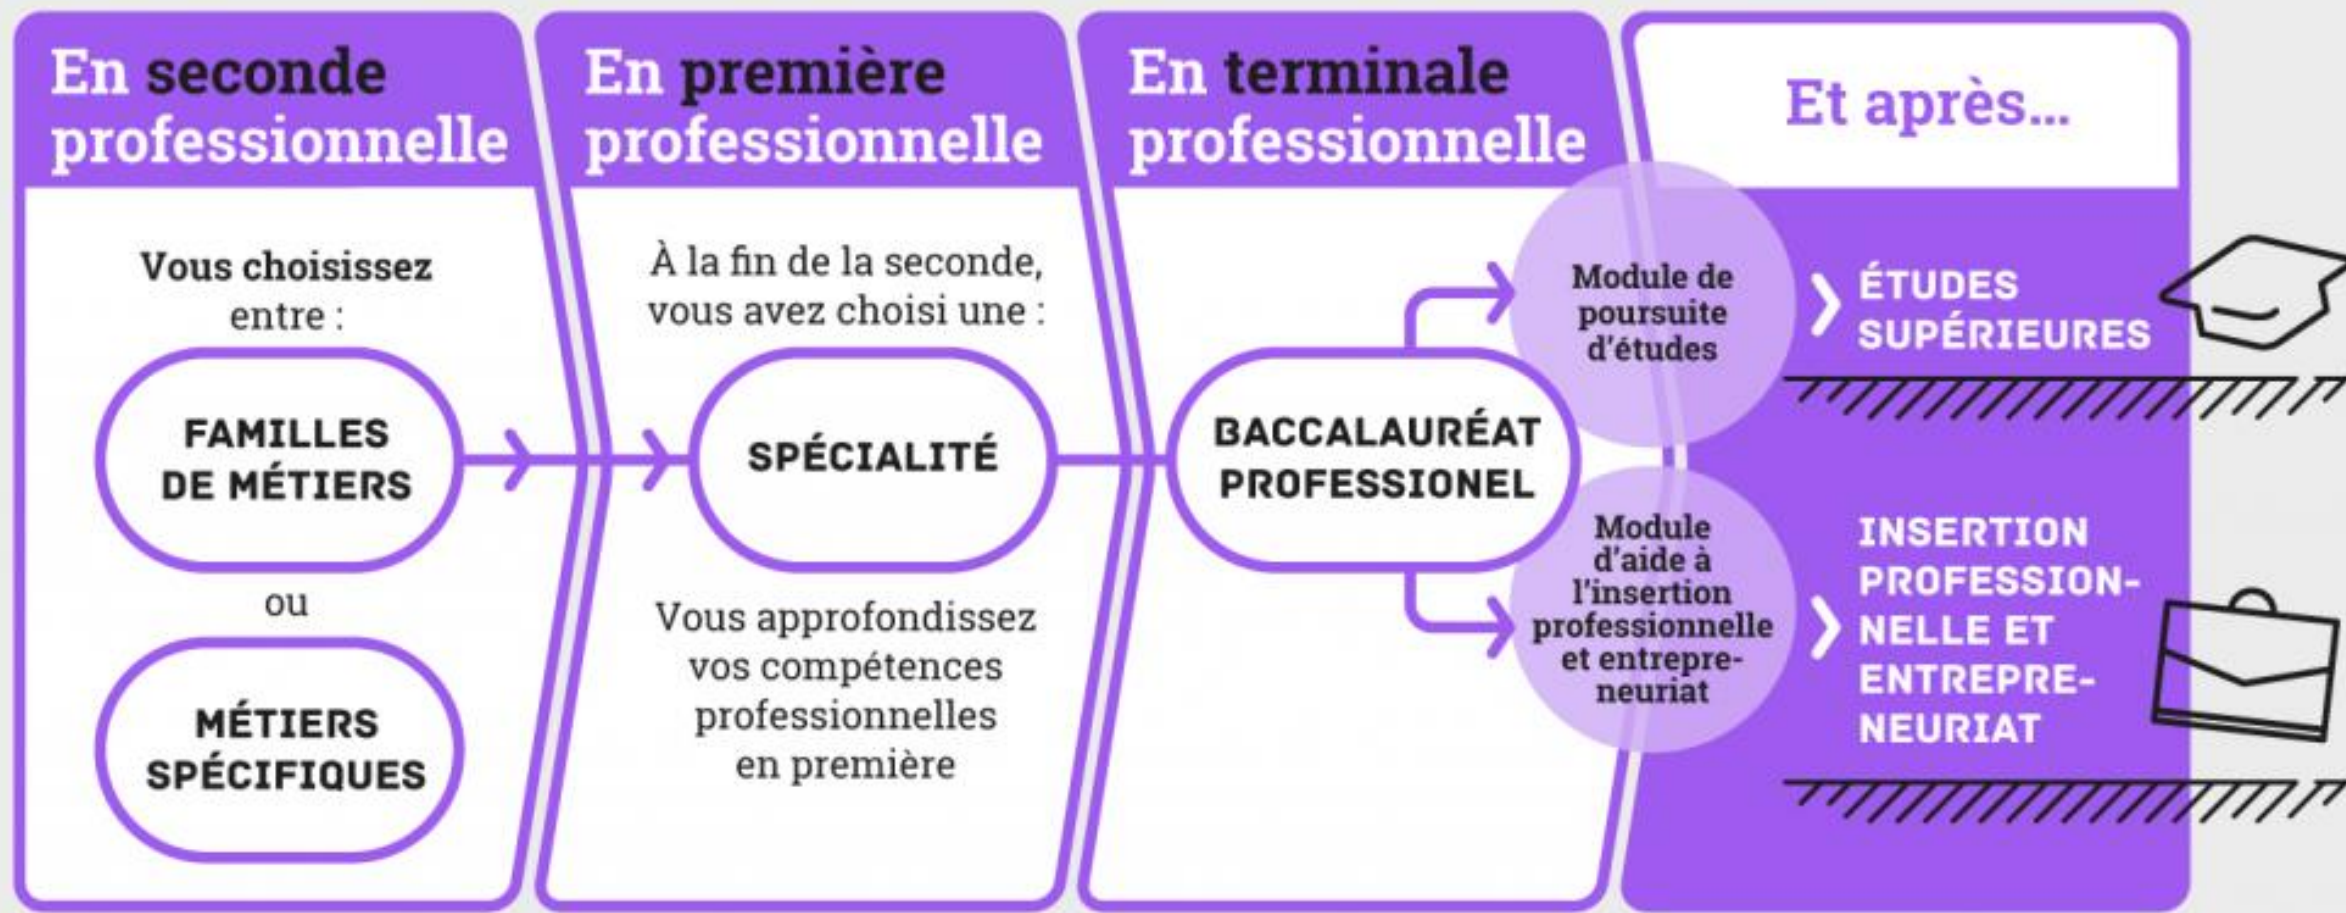 En seconde
professionnelle
Vous choisissez
entre :
FAMILLES
DE MÉTIERS
ou
MÉTIERS
SPÉCIFIQUES
En première
professionnelle
À la fin de la seconde,
vous avez choisi une :
SPÉCIALITÉ
Vous approfondissez
vos compétences
professionnelles
en première
En terminale
professionnelle
BACCALAURÉAT
PROFESSIONEL
Module de
poursuite
d'études
Module
d'aide à
l'insertion
professionnelle
et entrepre-
neuriat
Et après...
ÉTUDES
SUPÉRIEURES
INSERTION
PROFESSION-
NELLE ET
ENTREPRE-
NEURIAT